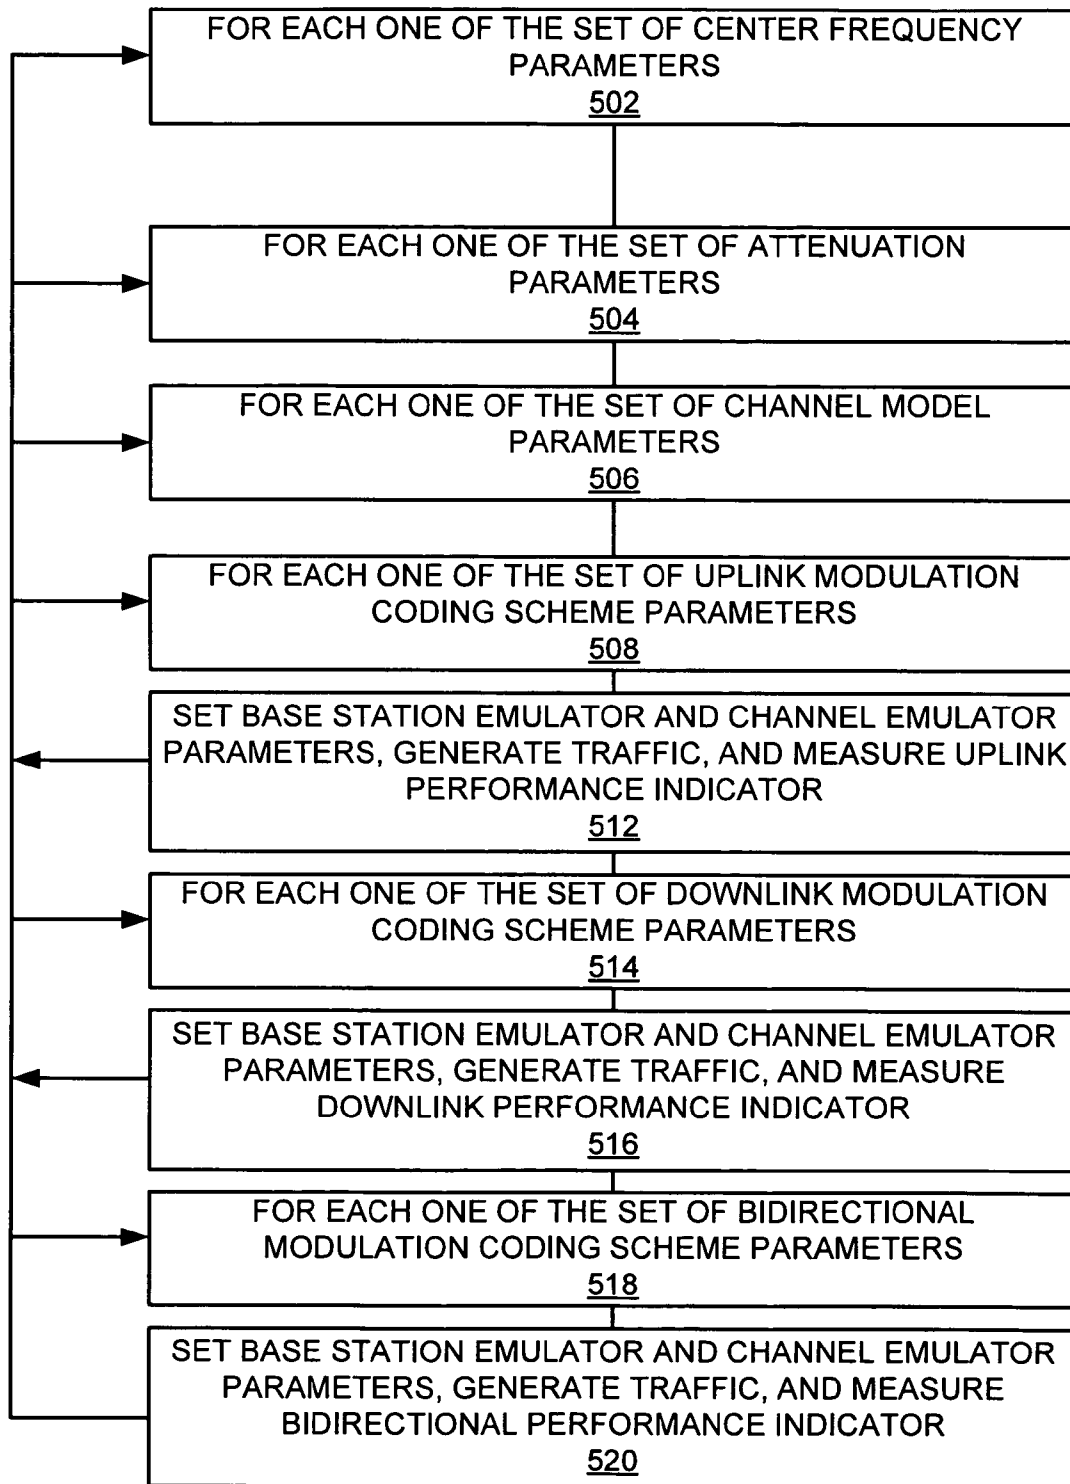 FOR EACH ONE OF THE SET OF CENTER FREQUENCY
PARAMETERS
502
FOR EACH ONE OF THE SET OF ATTENUATION
PARAMETERS
504
FOR EACH ONE OF THE SET OF CHANNEL MODEL
PARAMETERS
506
FOR EACH ONE OF THE SET OF UPLINK MODULATION
CODING SCHEME PARAMETERS
508
SET BASE STATION EMULATOR AND CHANNEL EMULATOR
PARAMETERS, GENERATE TRAFFIC, AND MEASURE UPLINK
PERFORMANCE INDICATOR
512
FOR EACH ONE OF THE SET OF DOWNLINK MODULATION
CODING SCHEME PARAMETERS
514
SET BASE STATION EMULATOR AND CHANNEL EMULATOR
PARAMETERS, GENERATE TRAFFIC, AND MEASURE
DOWNLINK PERFORMANCE INDICATOR
516
FOR EACH ONE OF THE SET OF BIDIRECTIONAL
MODULATION CODING SCHEME PARAMETERS
518
SET BASE STATION EMULATOR AND CHANNEL EMULATOR
PARAMETERS, GENERATE TRAFFIC, AND MEASURE
BIDIRECTIONAL PERFORMANCE INDICATOR
520